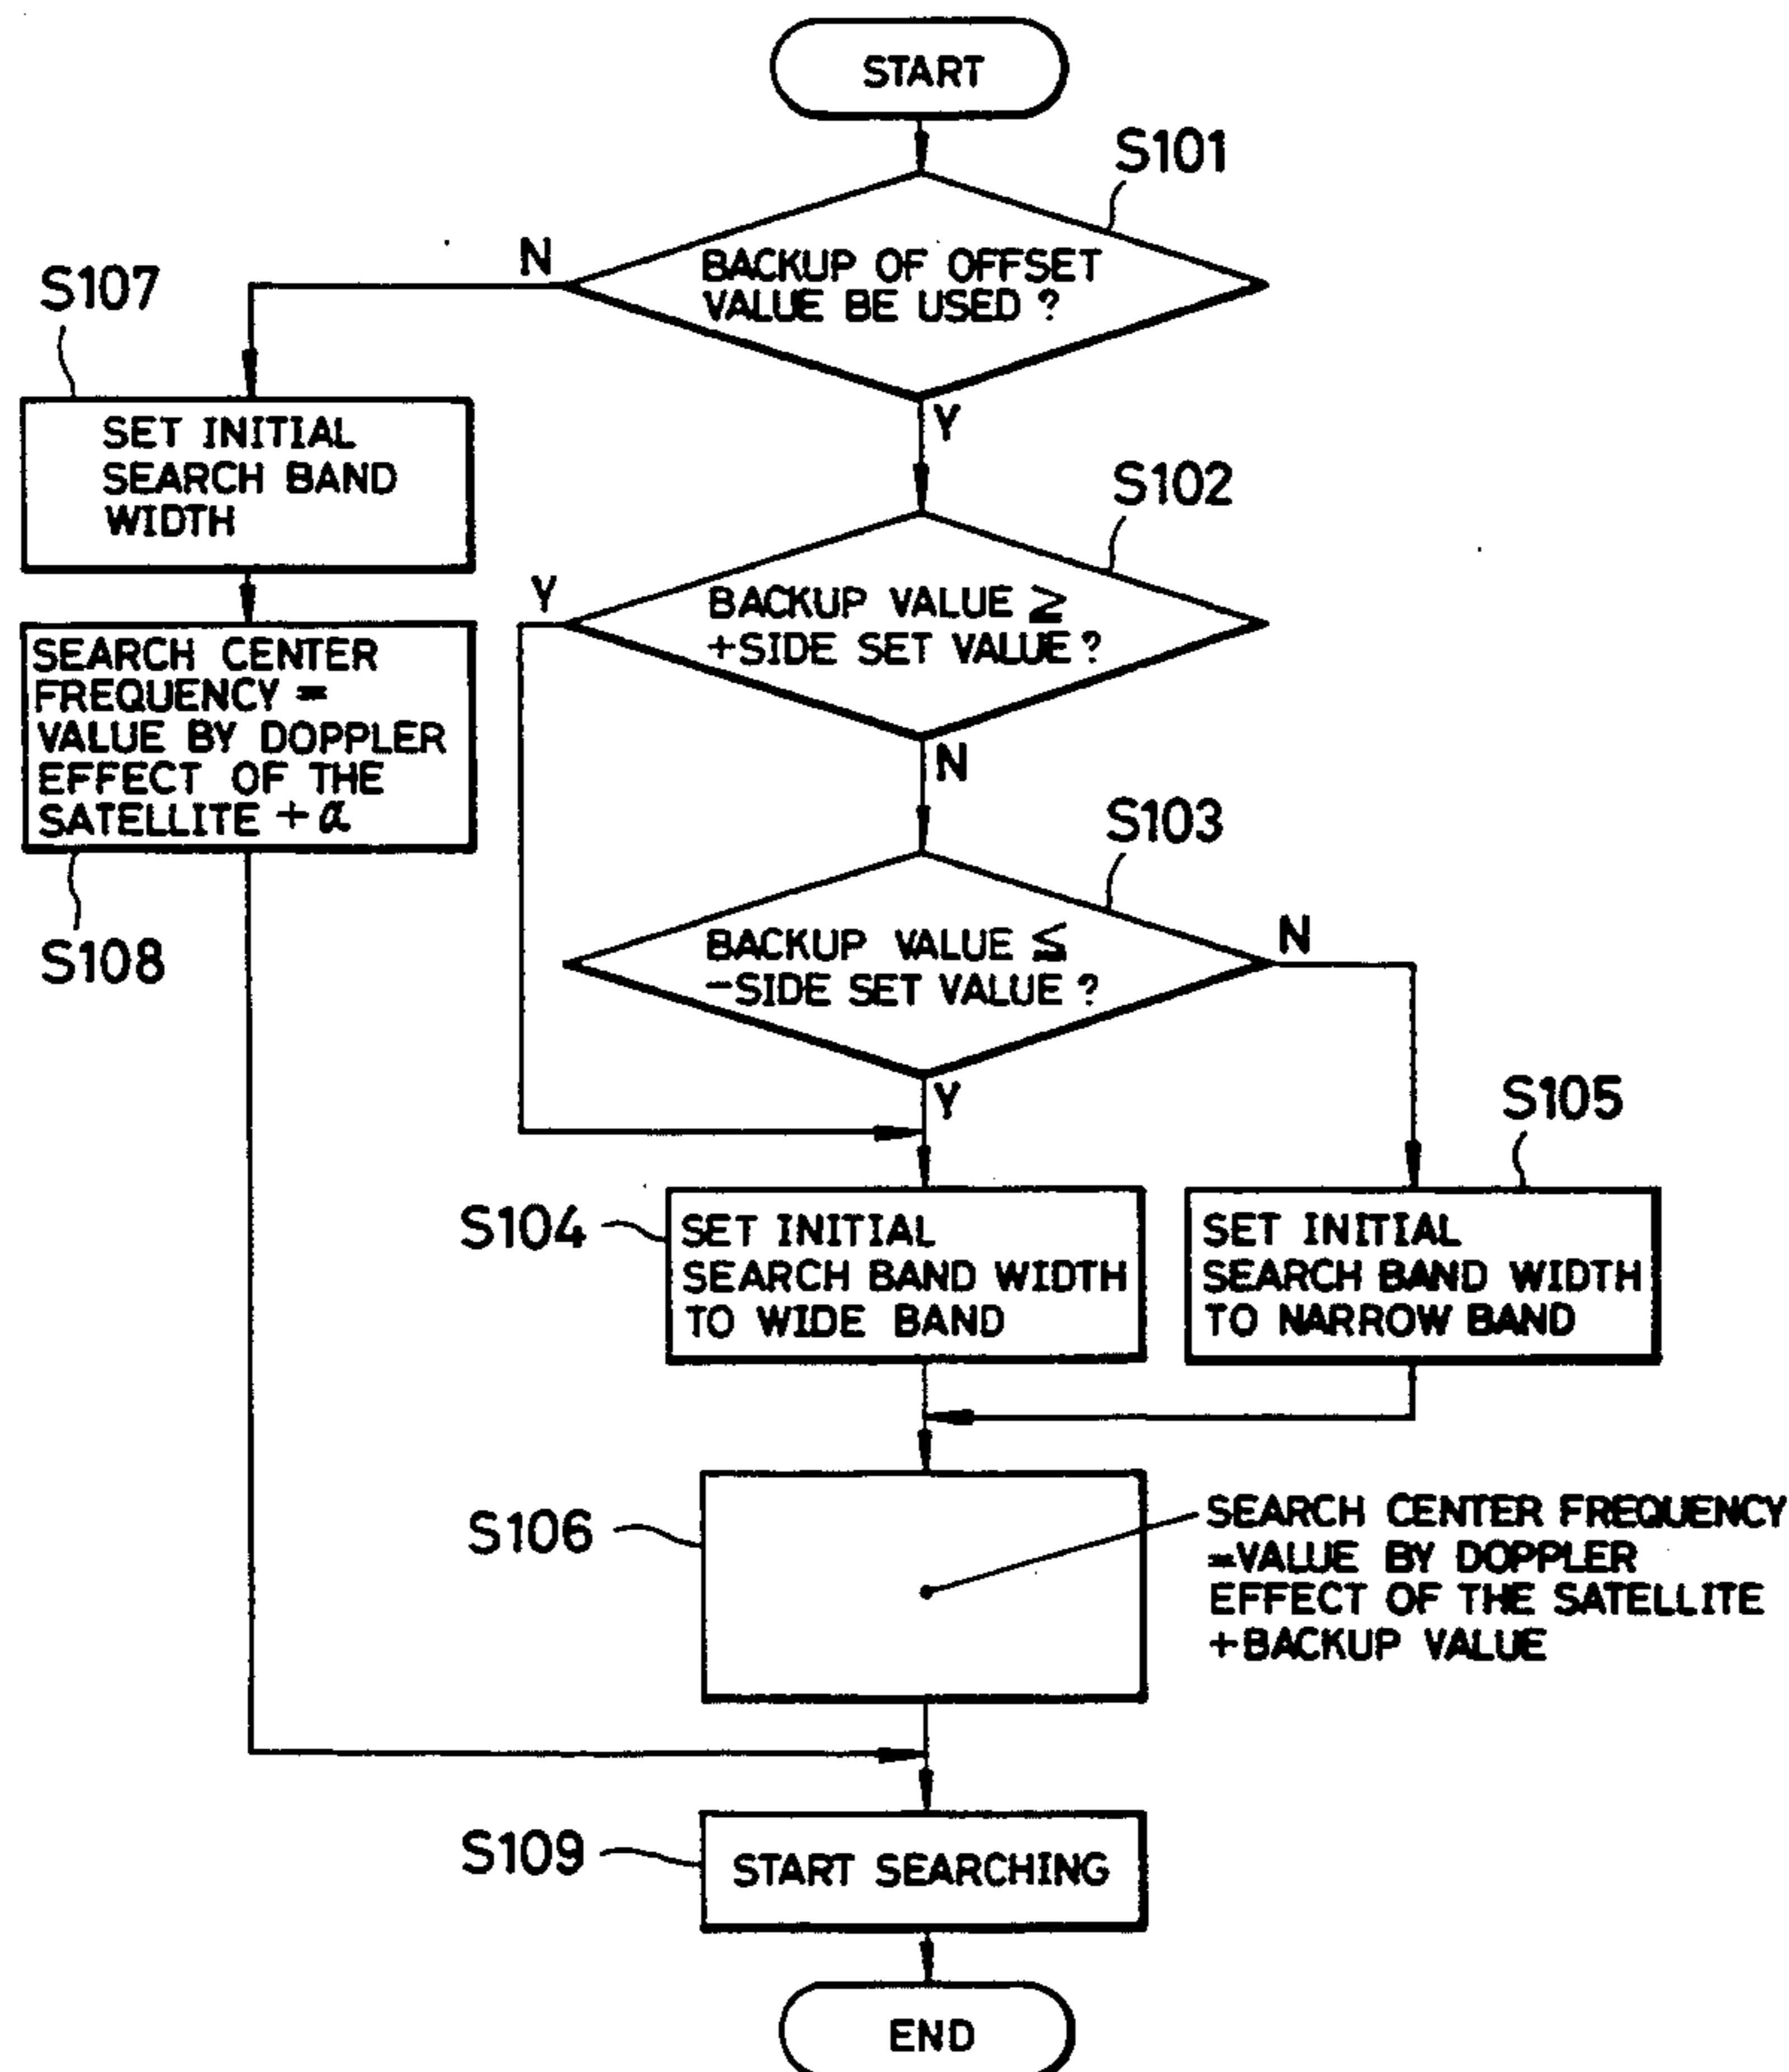 START
S101
BACKUP OF OFFSET
VALUE BE USED ?
N
Y
S107
SET INITIAL
SEARCH BAND
WIDTH
S102
BACKUP VALUE ≧
+SIDE SET VALUE ?
Y
N
SEARCH CENTER
FREQUENCY =
VALUE BY DOPPLER
EFFECT OF THE
SATELLITE +α
S108
S103
BACKUP VALUE ≦
-SIDE SET VALUE ?
N
Y
S104
SET INITIAL
SEARCH BAND WIDTH
TO WIDE BAND
S105
SET INITIAL
SEARCH BAND WIDTH
TO NARROW BAND
S106
SEARCH CENTER FREQUENCY
=VALUE BY DOPPLER
EFFECT OF THE SATELLITE
+BACKUP VALUE
S109
START SEARCHING
END